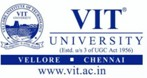 VIT®
UNIVERSITY
(Estd. u/s 3 of UGC Act 1956)
VELLORE CHENNAI
www.vit.ac.in